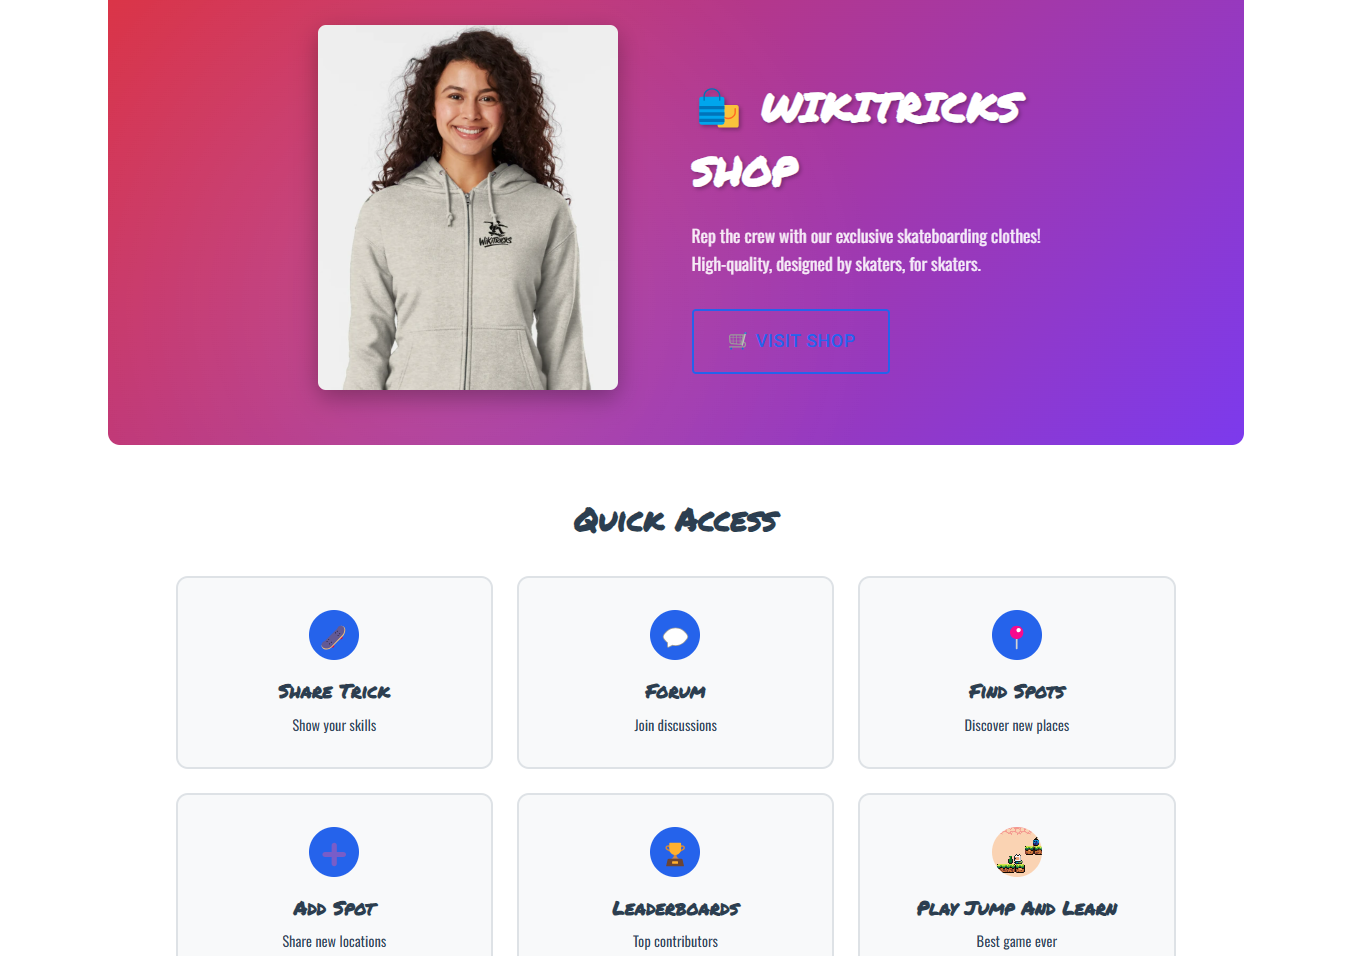 WIKITRICKS
SHOP
WIKITRICKS
Rep the crew with our exclusive skateboarding clothes!
High-quality, designed by skaters, for skaters.
VISIT SHOP
Quick Access
Share Trick
Show your skills
Forum
Join discussions
Find Spots
Discover new places
Add Spot
Share new locations
Leaderboards
Top contributors
Play Jump And Learn
Best game ever